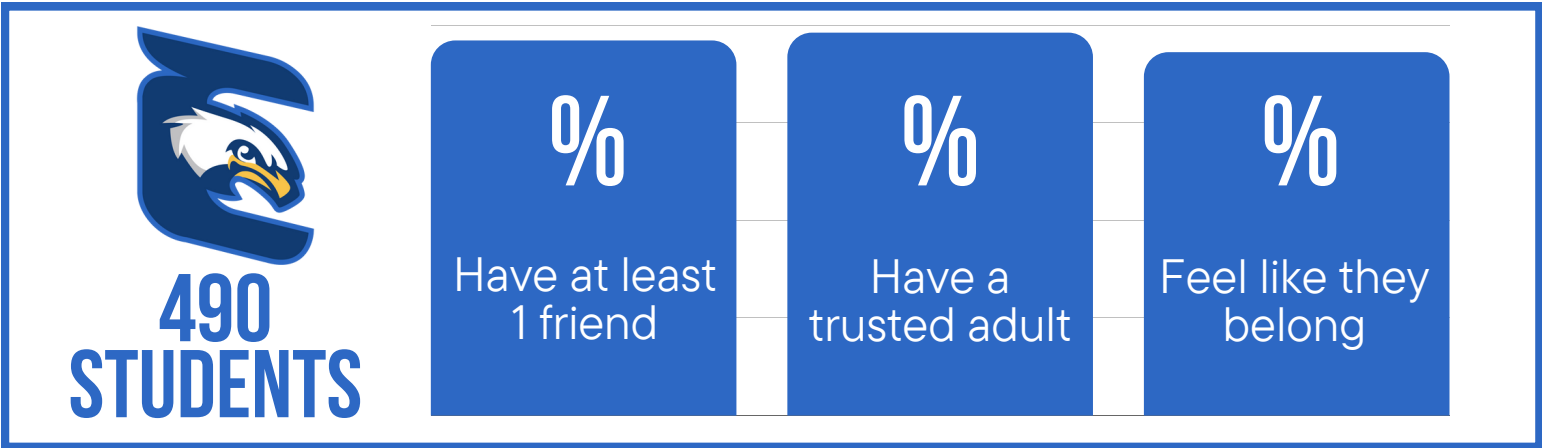 490
STUDENTS
%
Have at least
1 friend
%
Have a
trusted adult
%
Feel like they
belong